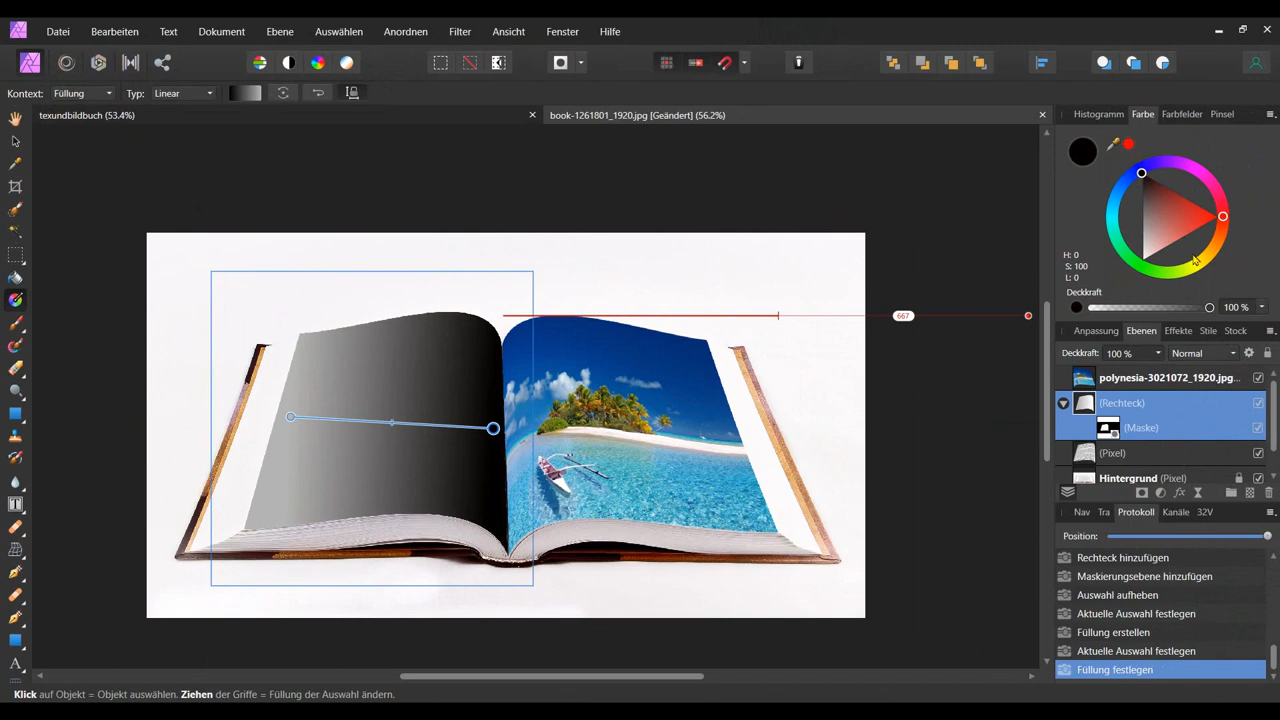 Datei Bearbeiten Text Dokument Ebene Auswählen Anordnen Filter Ansicht Fenster Hilfe
Kontext: Füllung Typ: Linear
texundbildbuch (53.4%)
book-1261801_1920.jpg [Geändert] (56.2%)
Histogramm Farbe Farbfelder Pinsel
H: 0
S: 100
L: 0
Deckkraft
100 %
667
Anpassung Ebenen Effekte Stile Stock
Deckkraft: 100 % Normal
polynesia-3021072_1920.jpg...
(Rechteck)
(Maske)
(Pixel)
Hintergrund (Pixel)
fx
Nav Tra Protokoll Kanäle 32V
Position:
Rechteck hinzufügen
Maskierungsebene hinzufügen
Auswahl aufheben
Aktuelle Auswahl festlegen
Füllung erstellen
Aktuelle Auswahl festlegen
Füllung festlegen
T
A
Klick auf Objekt = Objekt auswählen. Ziehen der Griffe = Füllung der Auswahl ändern.